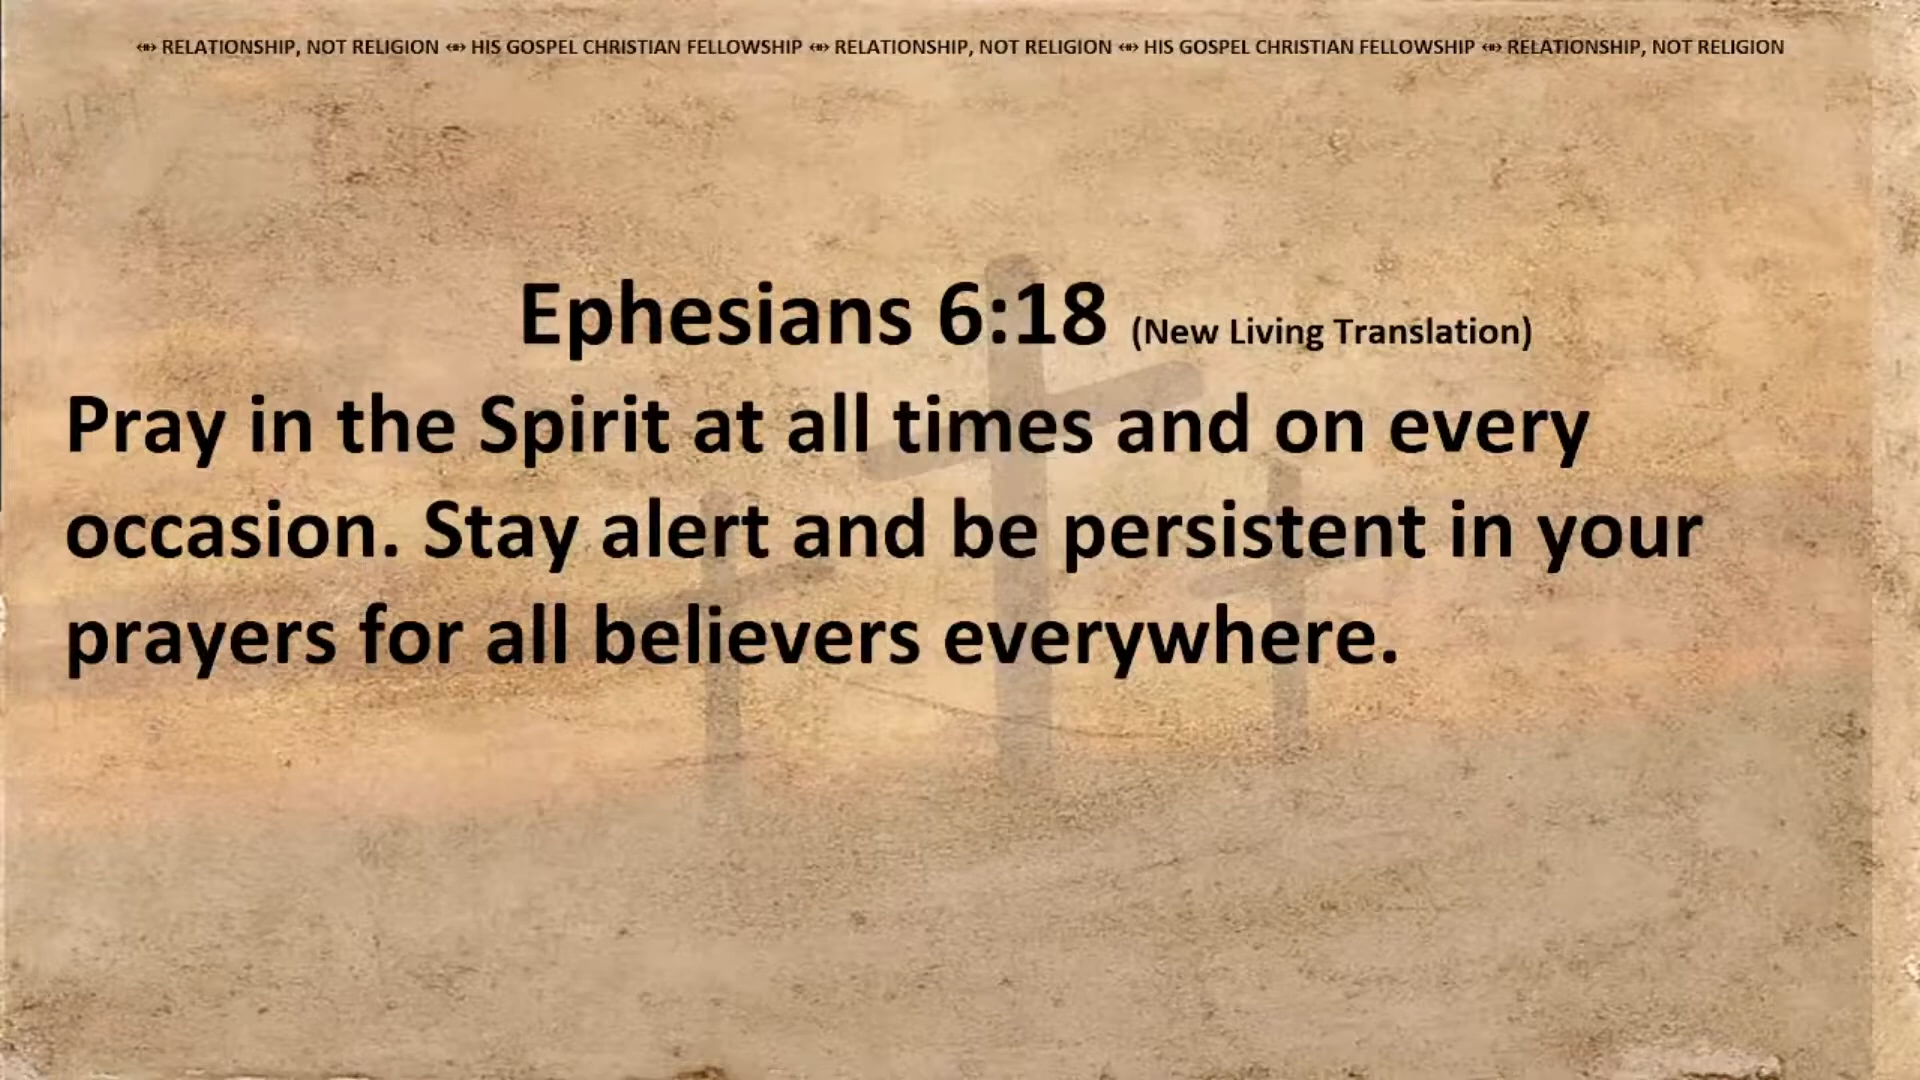 ⇹ RELATIONSHIP, NOT RELIGION ⇹ HIS GOSPEL CHRISTIAN FELLOWSHIP ⇹ RELATIONSHIP, NOT RELIGION ⇹ HIS GOSPEL CHRISTIAN FELLOWSHIP ⇹ RELATIONSHIP, NOT RELIGION
Ephesians 6:18 (New Living Translation)
Pray in the Spirit at all times and on every
occasion. Stay alert and be persistent in your
prayers for all believers everywhere.